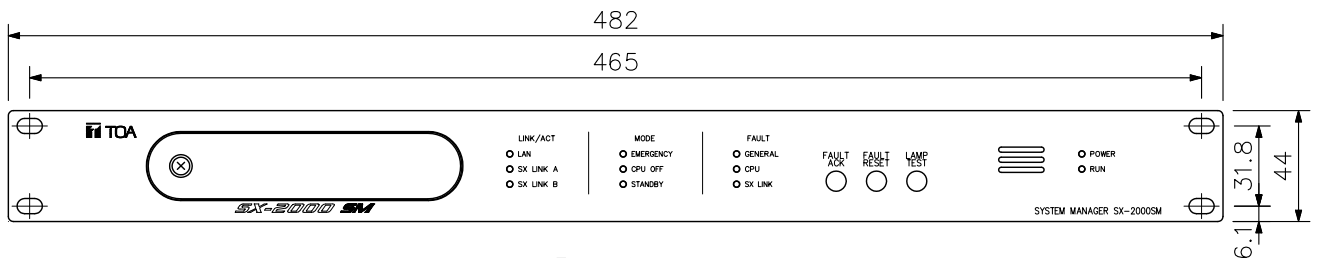 482
465
TOA
LINK/ACT
LAN
SX LINK A
SX LINK B
MODE
EMERGENCY
CPU OFF
STANDBY
FAULT
GENERAL
CPU
SX LINK
FAULT
ACK
FAULT
RESET
LAMP
TEST
POWER
RUN
SX-2000 SM
SYSTEM MANAGER SX-2000SM
31.8
44
6.1